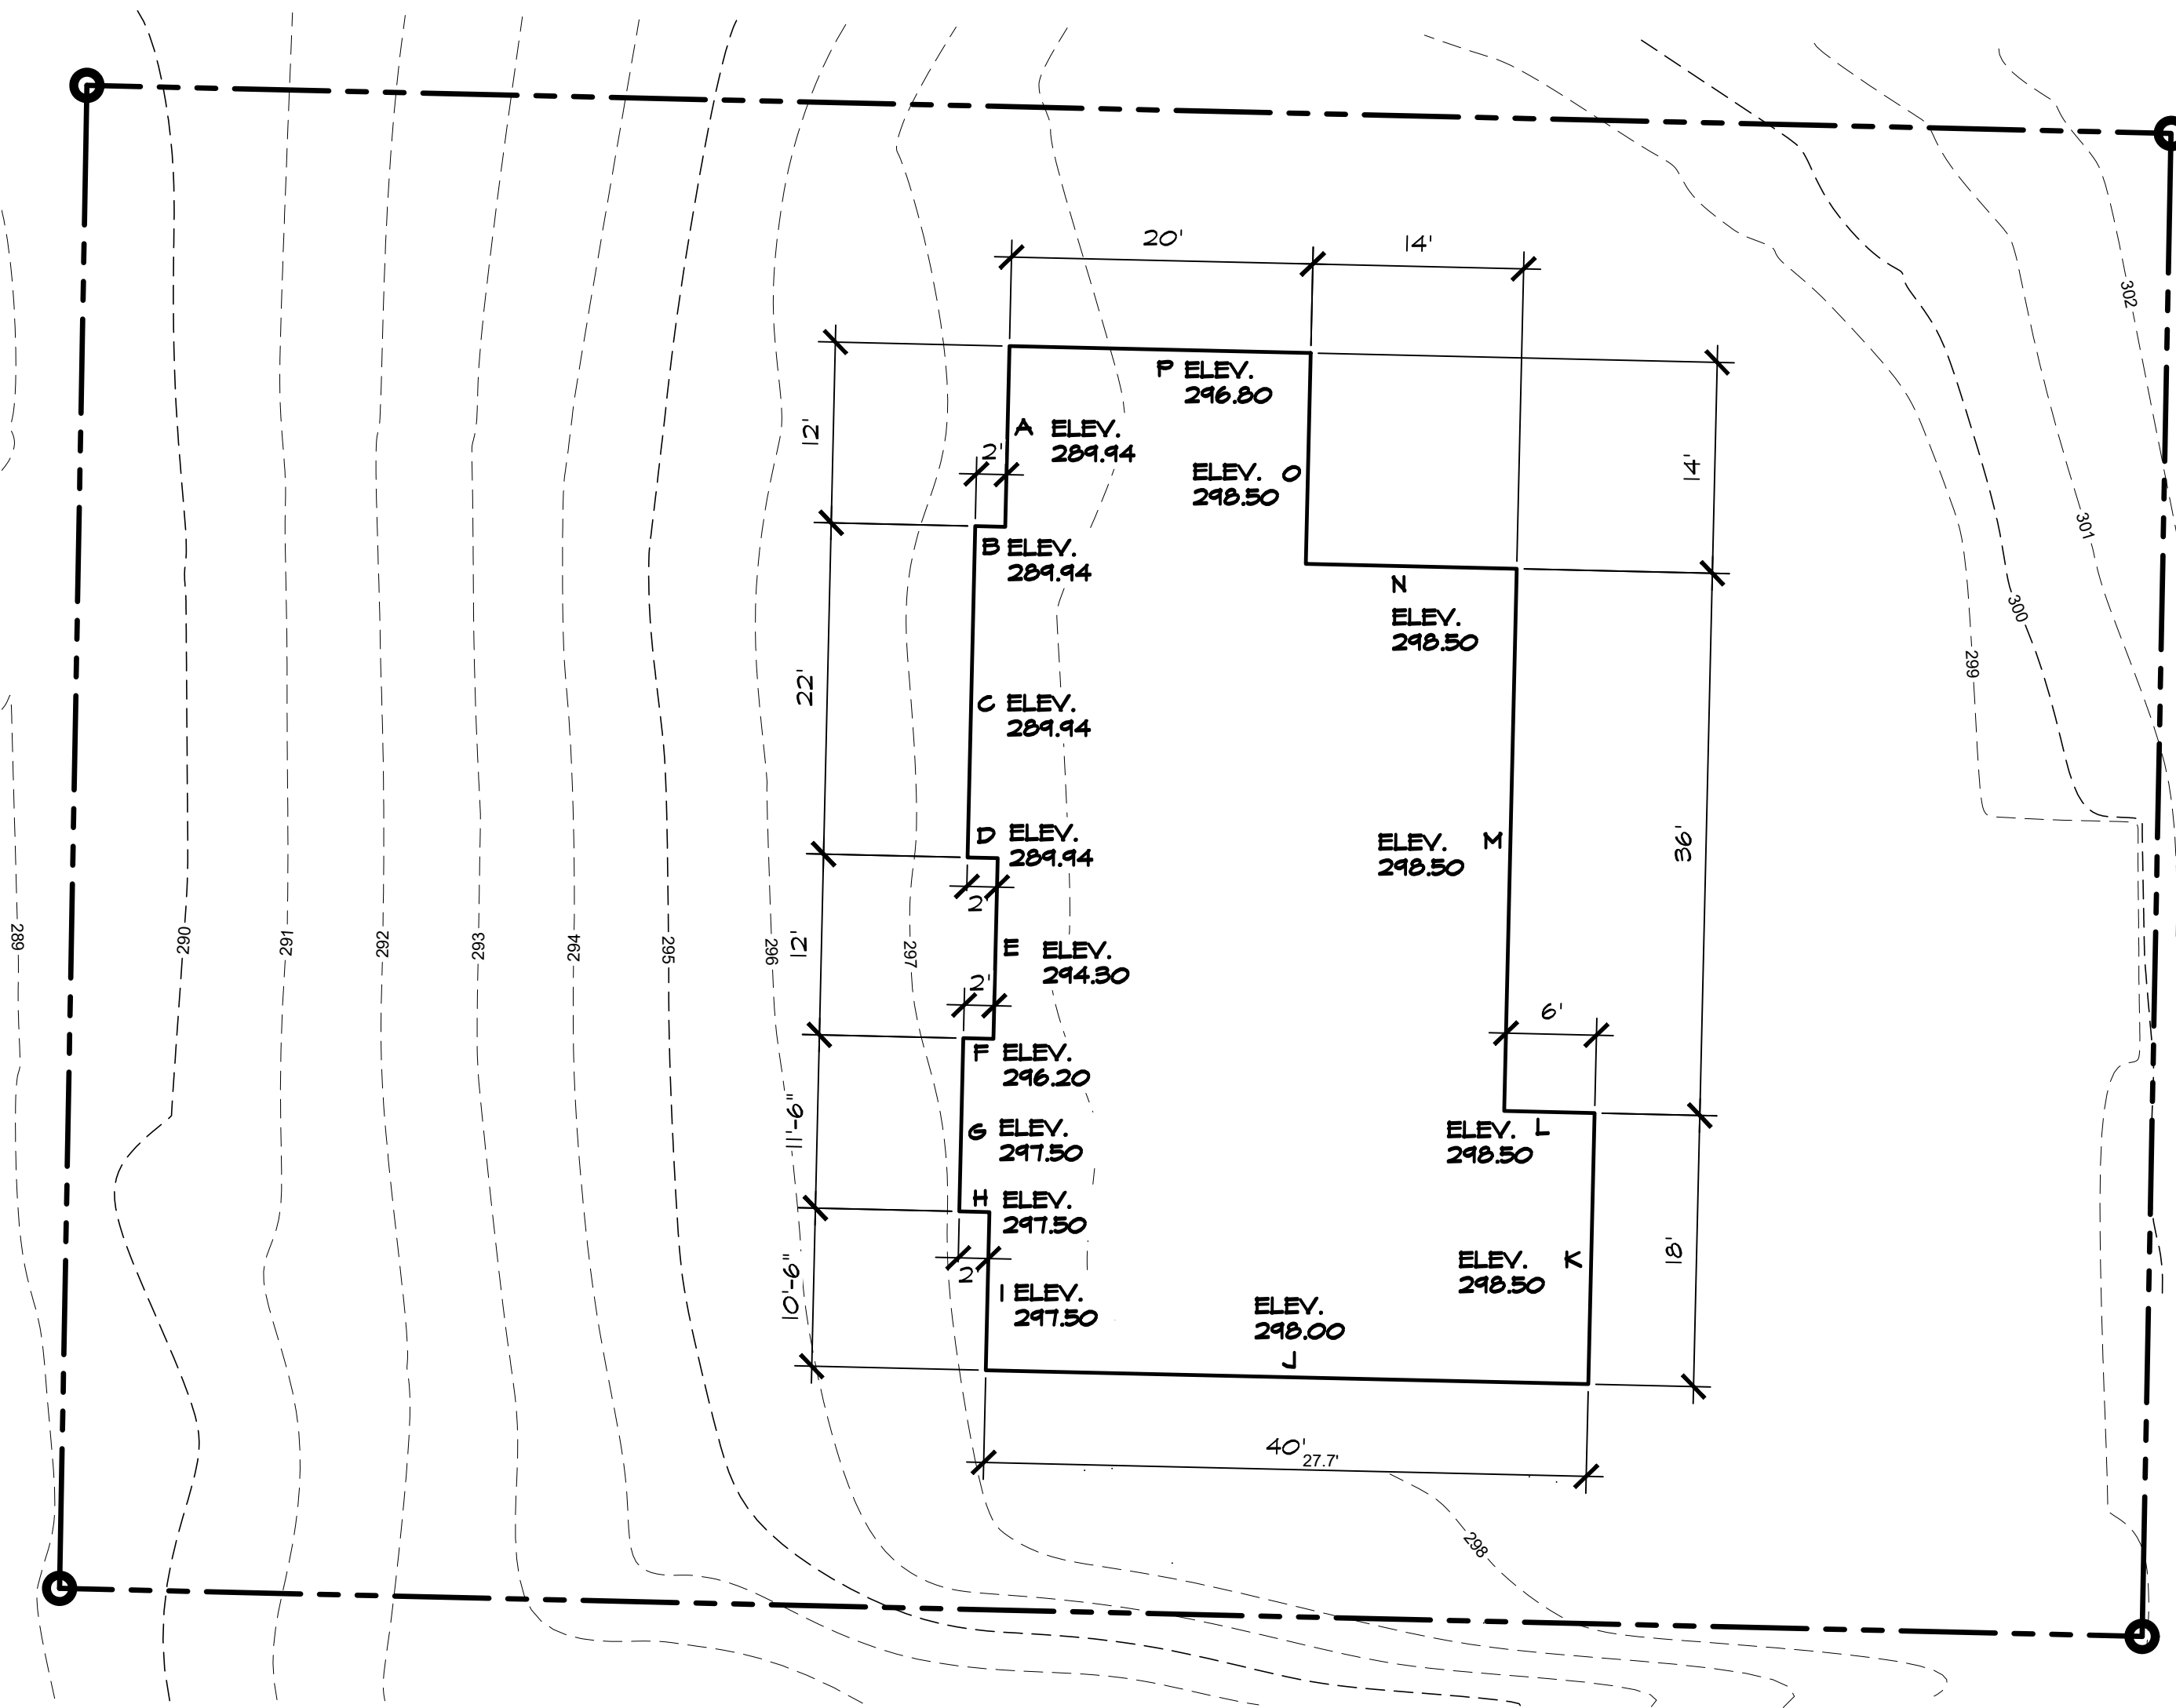 20'
14'
302
P ELEV.
296.80
12'
A ELEV.
289.94
2'
ELEV. O
298.50
14'
301
B ELEV.
289.94
N
ELEV.
298.50
300
299
22'
C ELEV.
289.94
D ELEV.
289.94
ELEV. M
298.50
36'
2'
289
290
291
292
293
294
295
296
12'
297
E ELEV.
294.30
2'
6'
F ELEV.
296.20
11'-6"
G ELEV.
297.50
ELEV. L
298.50
H ELEV.
297.50
2'
10'-6"
I ELEV.
297.50
ELEV. K
298.50
18'
ELEV.
298.00
J
40'
27.7'
298